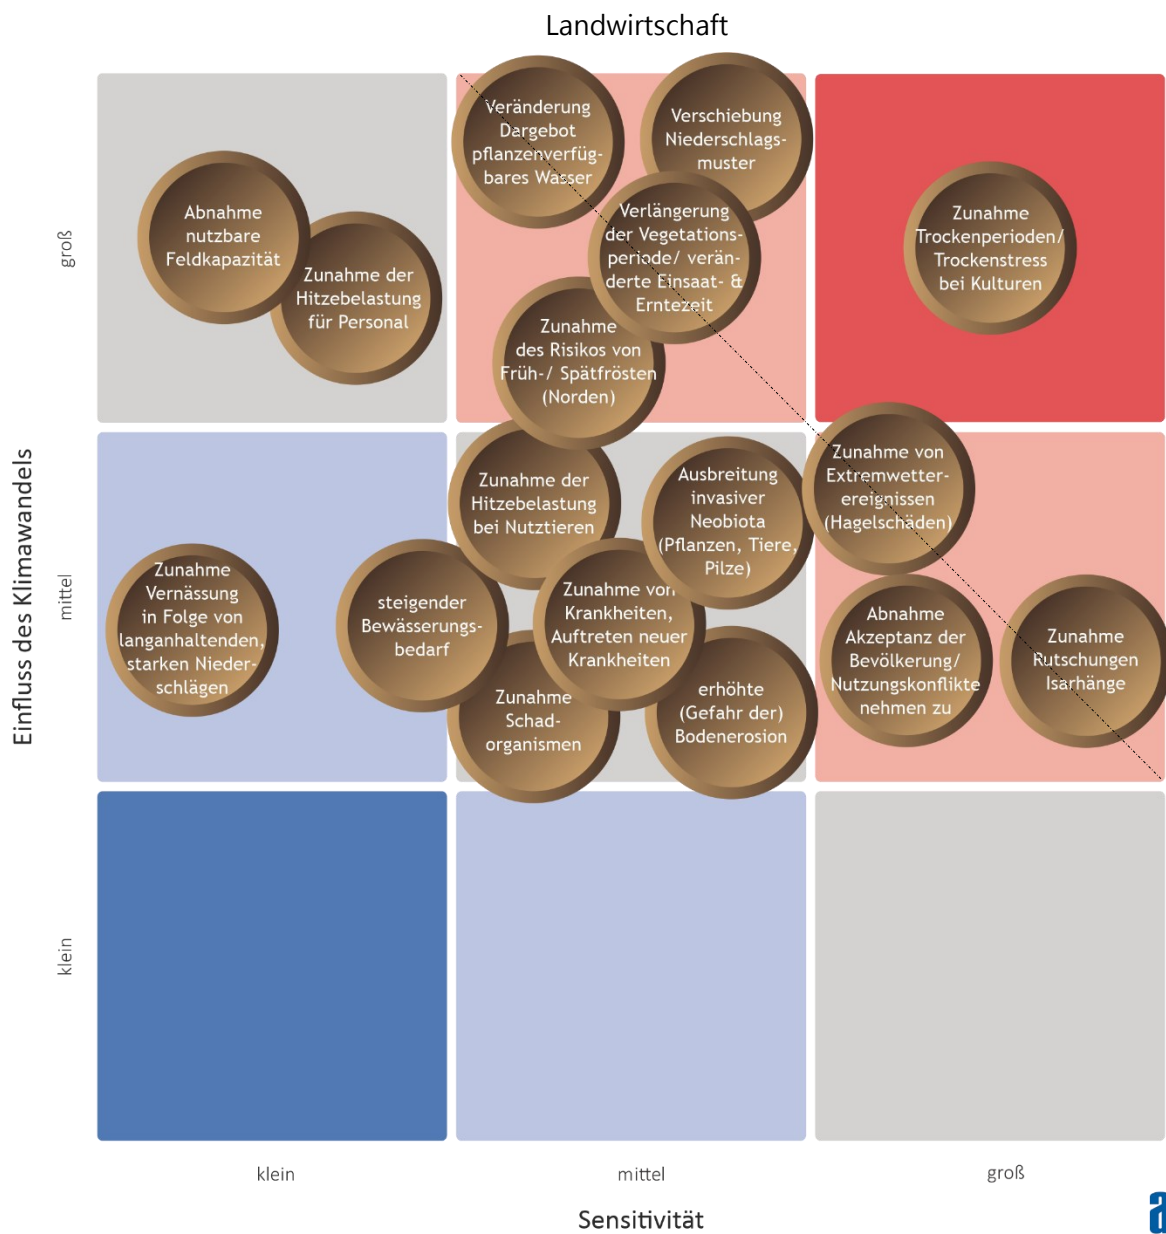 Landwirtschaft
Einfluss des Klimawandels
groß
mittel
klein
Veränderung
Dargebot
pflanzenverfüg-
bares Wasser
Verschiebung
Niederschlags-
muster
Abnahme
nutzbare
Feldkapazität
Zunahme der
Hitzebelastung
für Personal
Verlängerung
der Vegetations-
periode/ verän-
derte Einsaat- &
Erntezeit
Zunahme
Trockenperioden/
Trockenstress
bei Kulturen
Zunahme
des Risikos von
Früh-/ Spätfrösten
(Norden)
Zunahme der
Hitzebelastung
bei Nutztieren
Ausbreitung
invasiver
Neobiota
(Pflanzen, Tiere,
Pilze)
Zunahme von
Extremwetter-
ereignissen
(Hagelschäden)
Zunahme
Vernässung
in Folge von
langanhaltenden,
starken Nieder-
schlägen
steigender
Bewässerungs-
bedarf
Zunahme von
Krankheiten,
Auftreten neuer
Krankheiten
Abnahme
Akzeptanz der
Bevölkerung/
Nutzungskonflikte
nehmen zu
Zunahme
Rutschungen
Isarhänge
Zunahme
Schad-
organismen
erhöhte
(Gefahr der)
Bodenerosion
klein
mittel
groß
Sensitivität